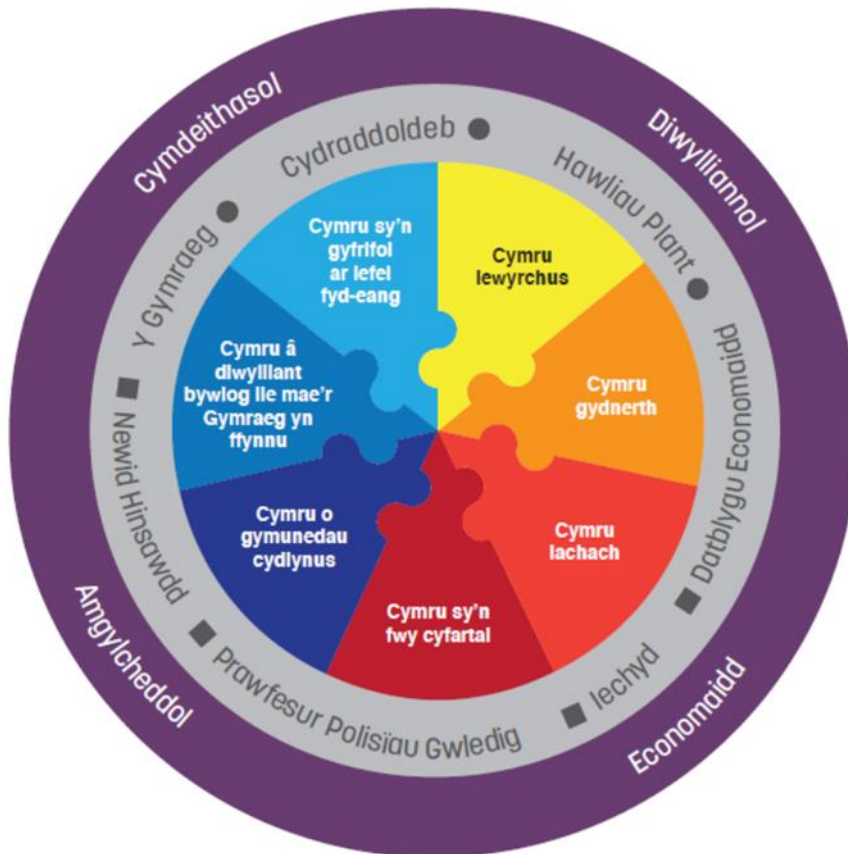 Cymdeithasol
Diwylliannol
Economaidd
Amgylcheddol
Cydraddoldeb ●
Hawliau Plant ●
Datblygu Economaidd
■ Iechyd ■
Prawfesur Polisïau Gwledig
■ Newid Hinsawdd ■
Y Gymraeg ●
Cymru
lewyrchus
Cymru
gydnerth
Cymru
iachach
Cymru sy'n
fwy cyfartal
Cymru o
gymunedau
cydlynus
Cymru â
diwylliant
bywiog lle mae'r
Gymraeg yn
ffynnu
Cymru sy'n
gyfrifol
ar lefel
fyd-eang